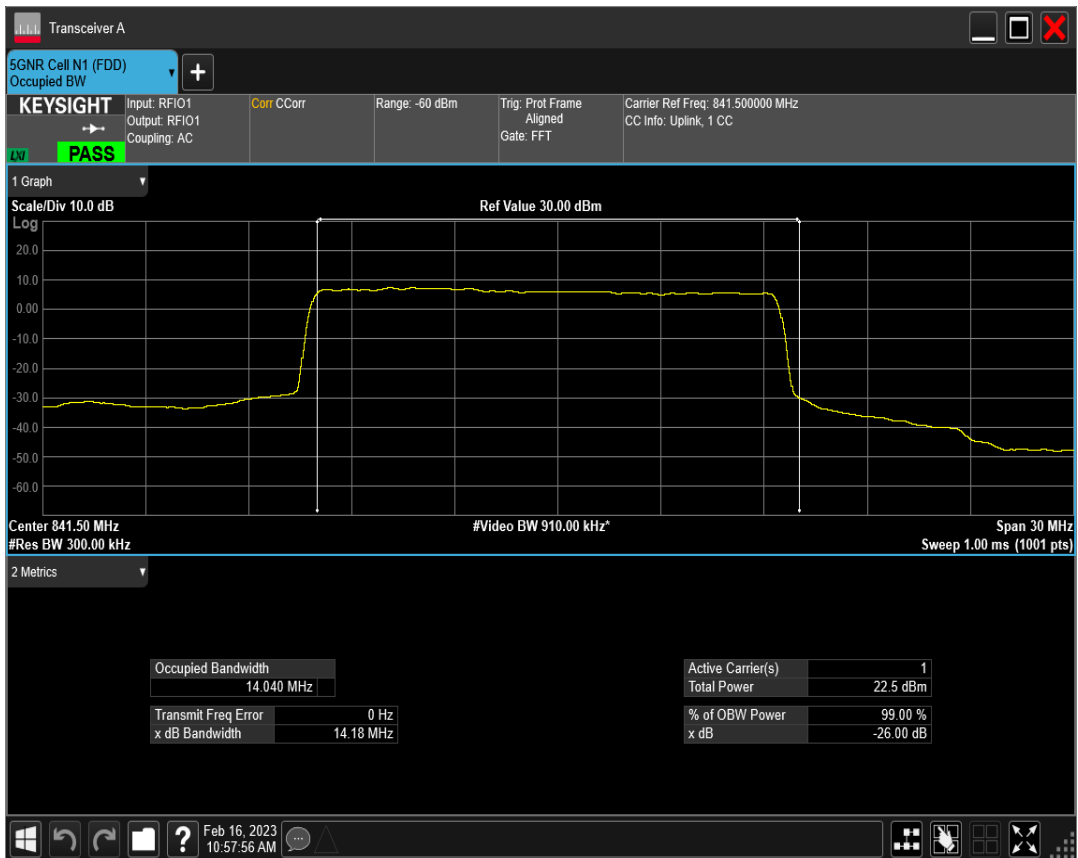 Transceiver A
5GNR Cell N1 (FDD)
Occupied BW
+
KEYSIGHT
LXI
PASS
Input: RFIO1
Output: RFIO1
Coupling: AC
Corr CCorr
Range: -60 dBm
Trig: Prot Frame
Aligned
Gate: FFT
Carrier Ref Freq: 841.500000 MHz
CC Info: Uplink, 1 CC
1 Graph
Scale/Div 10.0 dB
Ref Value 30.00 dBm
Log
20.0
10.0
0.00
-10.0
-20.0
-30.0
-40.0
-50.0
-60.0
Center 841.50 MHz
#Video BW 910.00 kHz*
Span 30 MHz
#Res BW 300.00 kHz
Sweep 1.00 ms (1001 pts)
2 Metrics
Occupied Bandwidth
14.040 MHz
Transmit Freq Error 0 Hz
x dB Bandwidth 14.18 MHz
Active Carrier(s) 1
Total Power 22.5 dBm
% of OBW Power 99.00 %
x dB -26.00 dB
?
Feb 16, 2023
10:57:56 AM